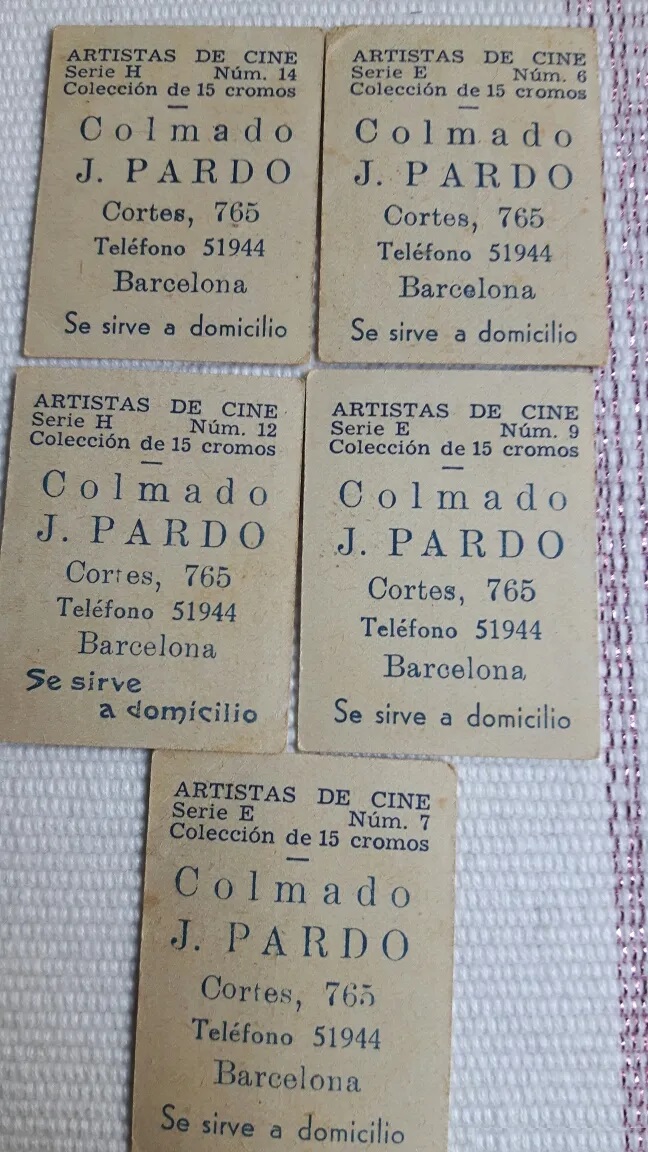 ARTISTAS DE CINE
Serie H Núm. 14
Colección de 15 cromos
Colmado
J. PARDO
Cortes, 765
Teléfono 51944
Barcelona
Se sirve a domicilio
ARTISTAS DE CINE
Serie E Núm. 6
Colección de 15 cromos
Colmado
J. PARDO
Cortes, 765
Teléfono 51944
Barcelona
Se sirve a domicilio
ARTISTAS DE CINE
Serie H Núm. 12
Colección de 15 cromos
Colmado
J. PARDO
Cortes, 765
Teléfono 51944
Barcelona
Se sirve
a domicilio
ARTISTAS DE CINE
Serie E Núm. 9
Colección de 15 cromos
Colmado
J. PARDO
Cortes, 765
Teléfono 51944
Barcelona
Se sirve a domicilio
ARTISTAS DE CINE
Serie E Núm. 7
Colección de 15 cromos
Colmado
J. PARDO
Cortes, 765
Teléfono 51944
Barcelona
Se sirve a domicilio